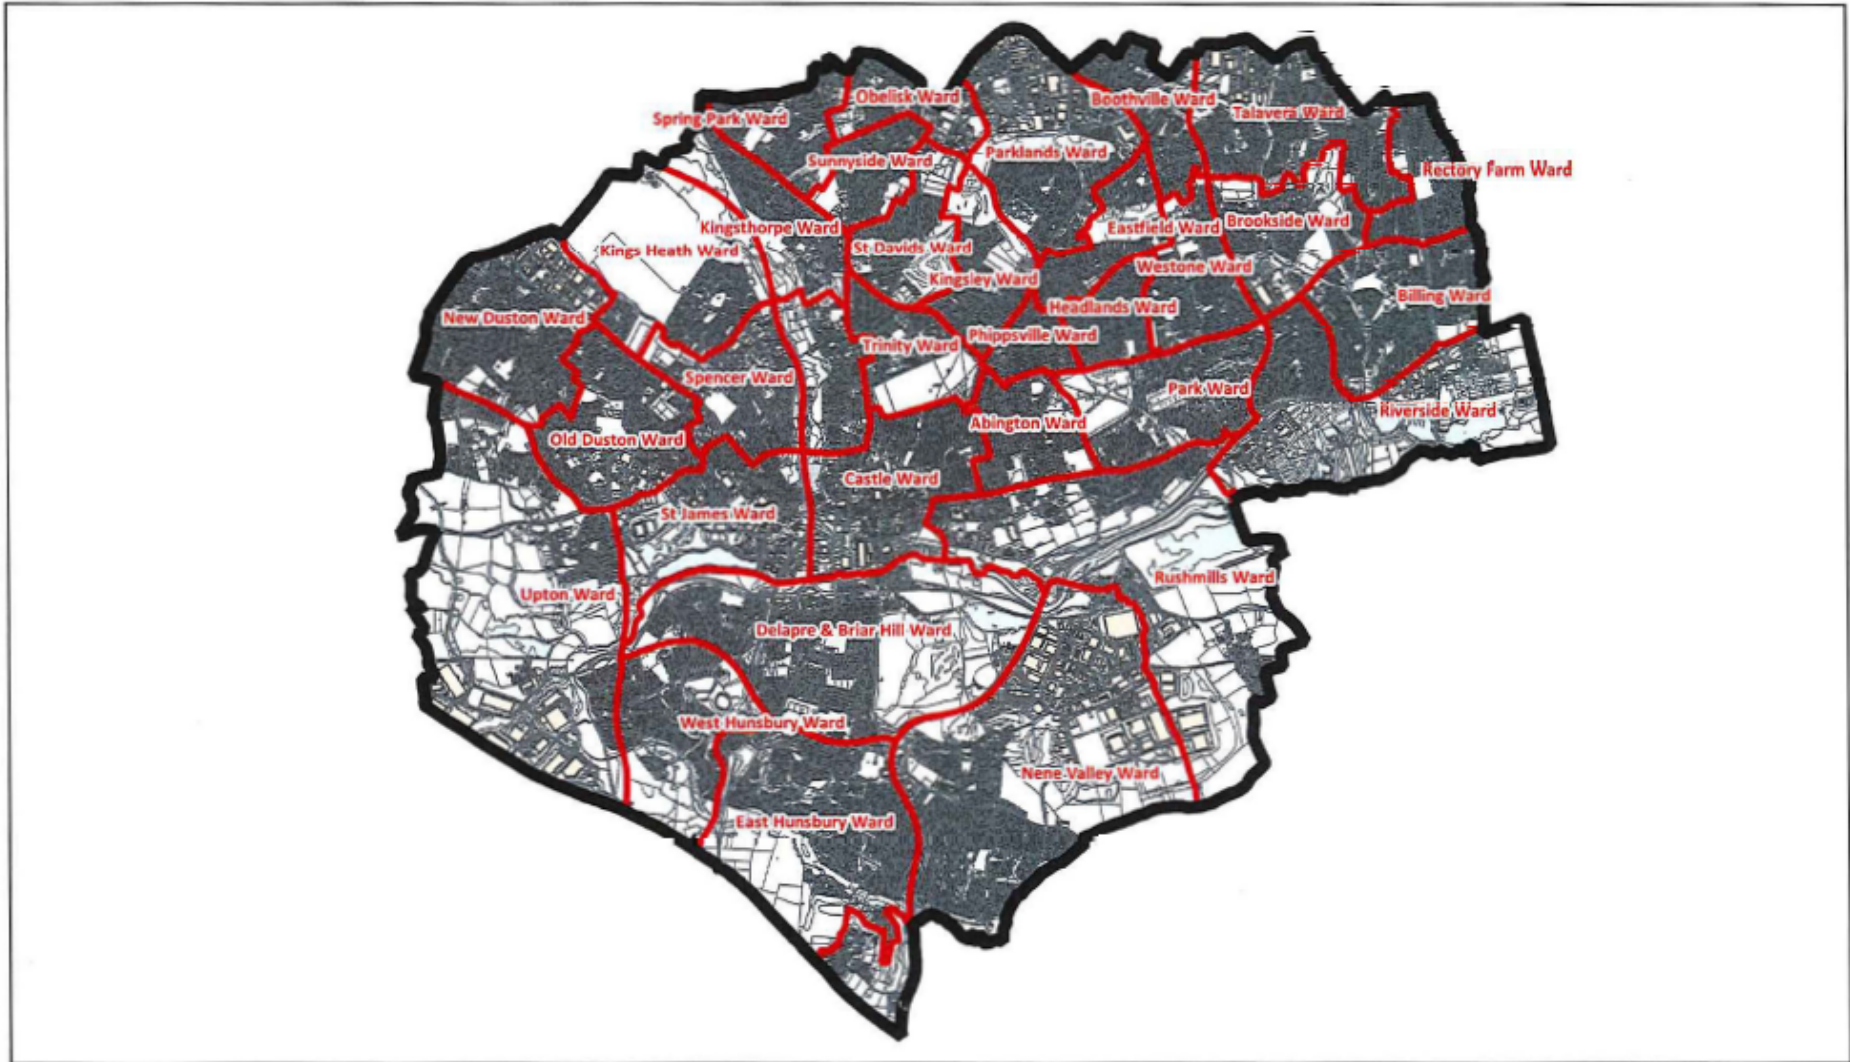 Obelisk Ward
Boothville Ward
Talavera Ward
Spring Park Ward
Sunnyside Ward
Parklands Ward
Rectory Farm Ward
Kingsthorpe Ward
Eastfield Ward
Brookside Ward
Kings Heath Ward
St Davids Ward
Westone Ward
Kingsley Ward
Billing Ward
Headlands Ward
New Duston Ward
Phippsville Ward
Trinity Ward
Spencer Ward
Park Ward
Riverside Ward
Abington Ward
Old Duston Ward
Castle Ward
St James Ward
Rushmills Ward
Upton Ward
Delapre & Briar Hill Ward
West Hunsbury Ward
Nene Valley Ward
East Hunsbury Ward